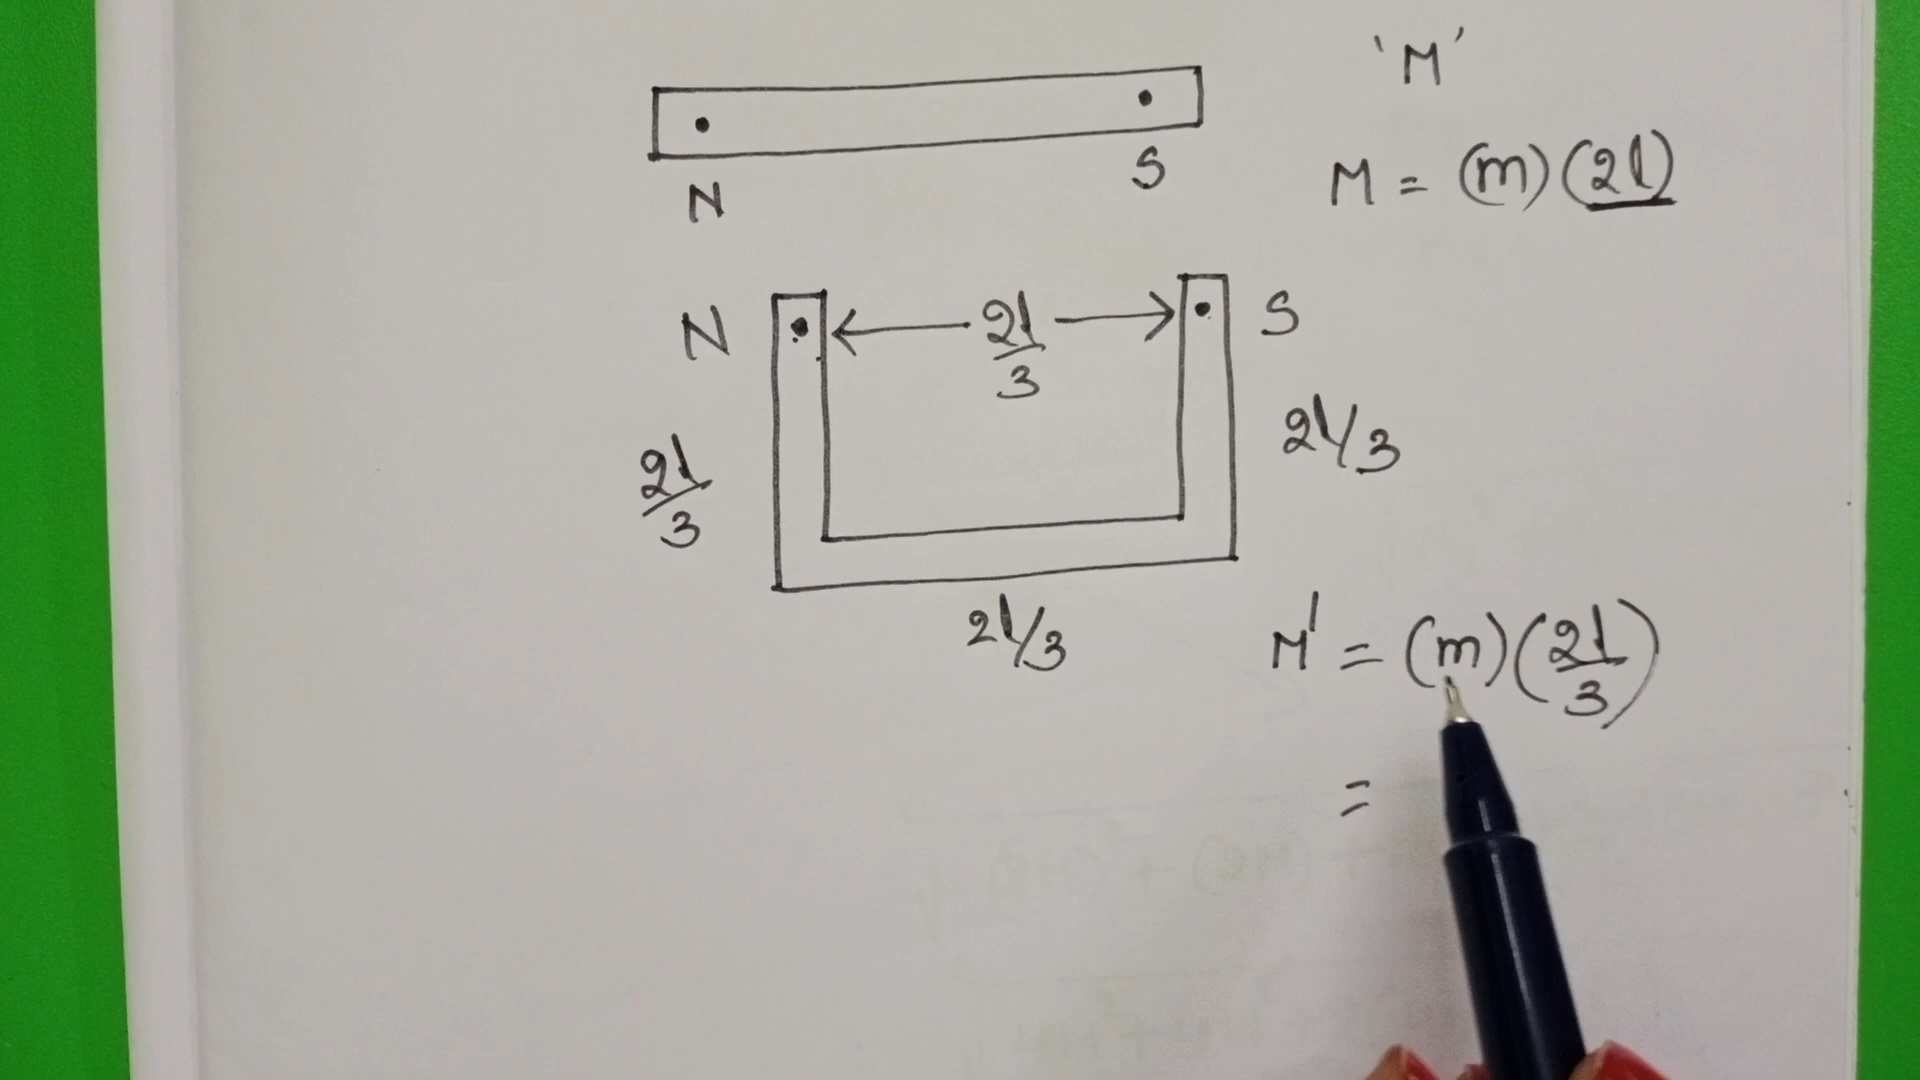 'M'
N
S
M = (m)(2l)
N
2l/3
S
2l/3
2l/3
2l/3
M' = (m)(2l/3)
=